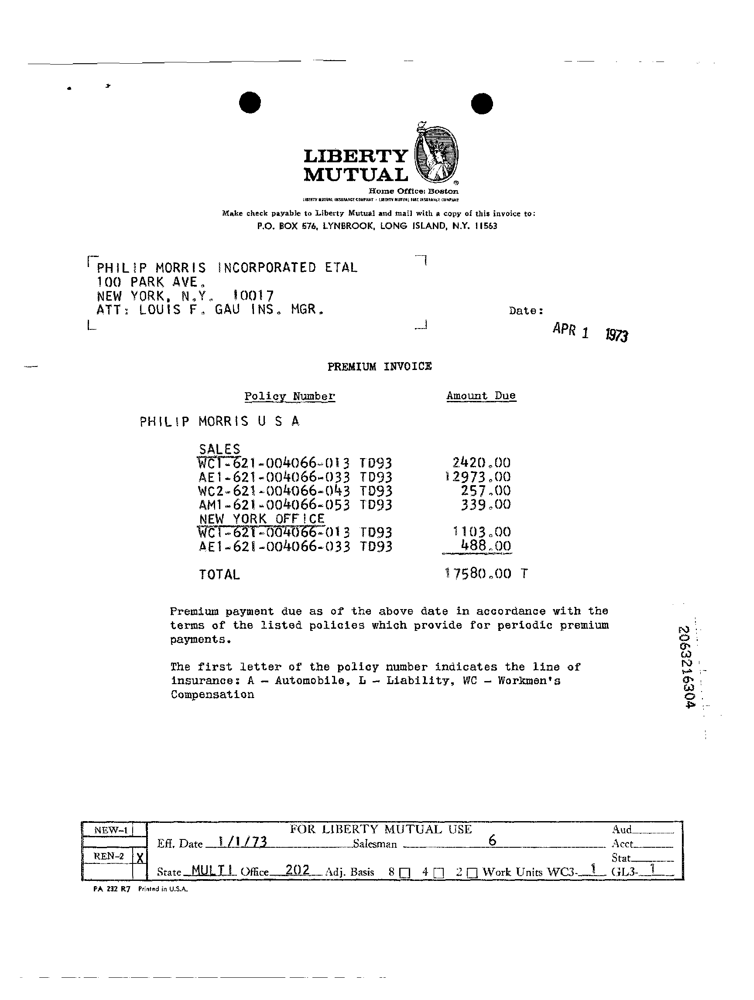 LIBERTY
MUTUAL
®
Home Office: Boston
LIBERTY MUTUAL INSURANCE COMPANY - LIBERTY MUTUAL FIRE INSURANCE COMPANY
Make check payable to Liberty Mutual and mail with a copy of this invoice to:
P.O. BOX 576, LYNBROOK, LONG ISLAND, N.Y. 11563
PHILIP MORRIS INCORPORATED ETAL
100 PARK AVE.
NEW YORK, N.Y. 10017
ATT: LOUIS F. GAU INS. MGR.
Date:
APR 1 1973
PREMIUM INVOICE
Policy Number Amount Due
PHILIP MORRIS U S A
SALES
WC1-621-004066-013 TD93 2420.00
AE1-621-004066-033 TD93 12973.00
WC2-621-004066-043 TD93 257.00
AM1-621-004066-053 TD93 339.00
NEW YORK OFFICE
WC1-621-004066-013 TD93 1103.00
AE1-621-004066-033 TD93 488.00
TOTAL 17580.00 T
Premium payment due as of the above date in accordance with the
terms of the listed policies which provide for periodic premium
payments.
The first letter of the policy number indicates the line of
insurance: A - Automobile, L - Liability, WC - Workmen's
Compensation
2063216304
NEW-1 FOR LIBERTY MUTUAL USE Aud.
Eff. Date 1/1/73 Salesman 6 Acct.
REN-2 X Stat.
State MULTI Office 202 Adj. Basis 8 □ 4 □ 2 □ Work Units WC3- 1 GL3- 1
PA 232 R7 Printed in U.S.A.